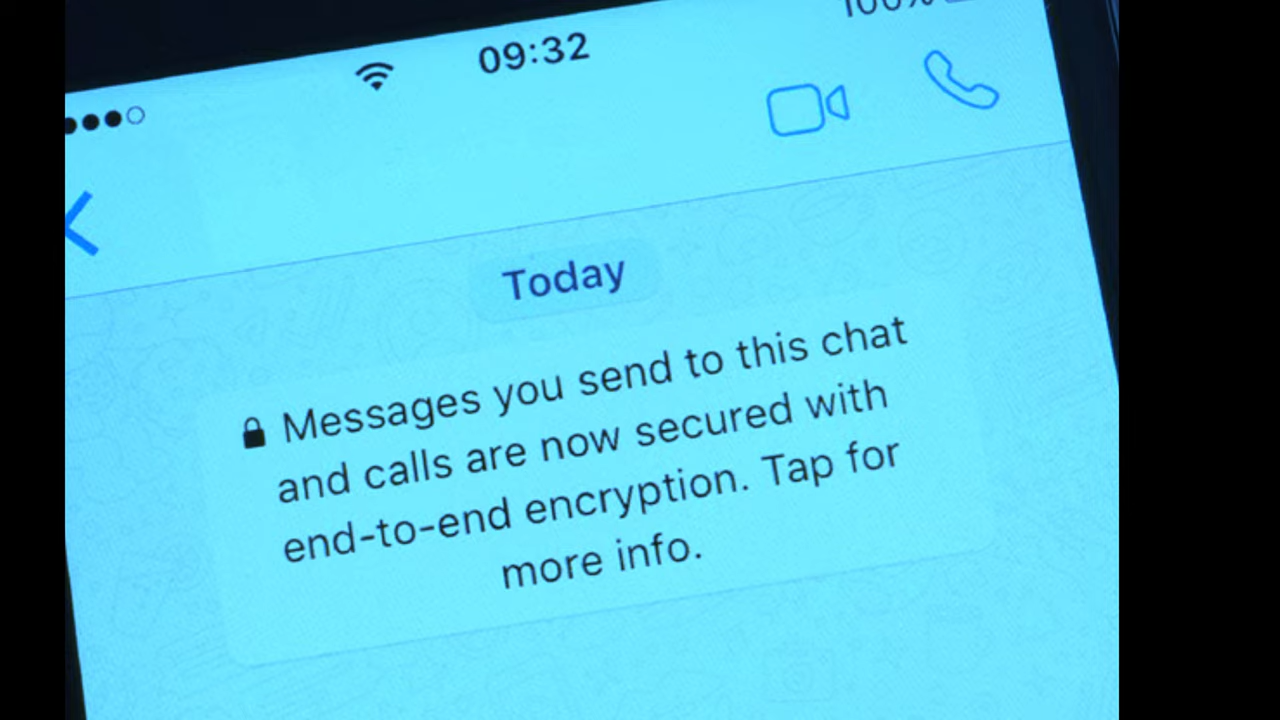 100%
09:32
Today
Messages you send to this chat
and calls are now secured with
end-to-end encryption. Tap for
more info.